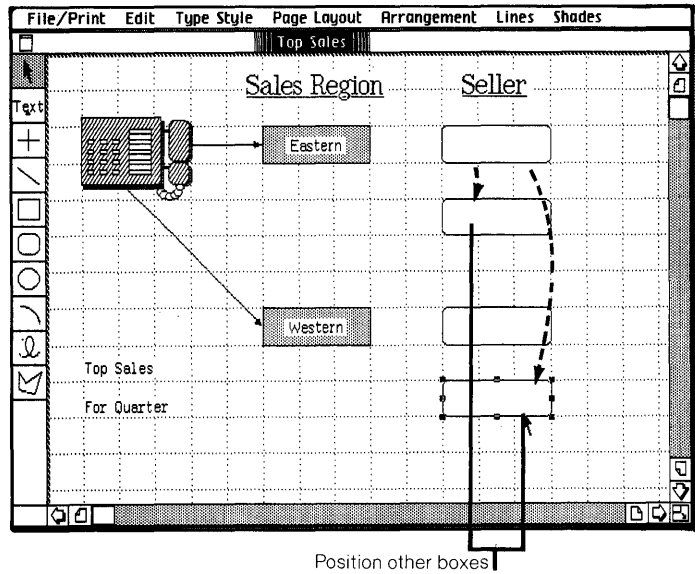 File/Print Edit Type Style Page Layout Arrangement Lines Shades
Top Sales
Text
Sales Region Seller
Eastern
Western
Top Sales
For Quarter
Position other boxes